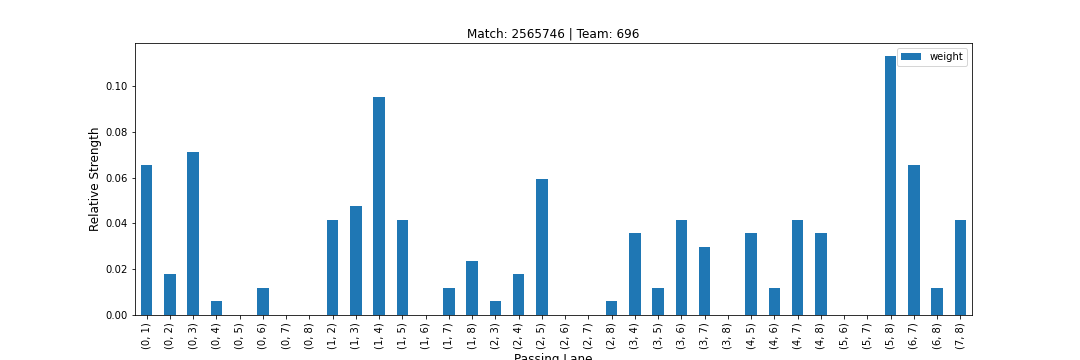 Match: 2565746 | Team: 696
weight
Relative Strength
0.10
0.08
0.06
0.04
0.02
0.00
(0, 1) (0, 2) (0, 3) (0, 4) (0, 5) (0, 6) (0, 7) (0, 8) (1, 2) (1, 3) (1, 4) (1, 5) (1, 6) (1, 7) (1, 8) (2, 3) (2, 4) (2, 5) (2, 6) (2, 7) (2, 8) (3, 4) (3, 5) (3, 6) (3, 7) (3, 8) (4, 5) (4, 6) (4, 7) (4, 8) (5, 6) (5, 7) (5, 8) (6, 7) (6, 8) (7, 8)
Passing Lane